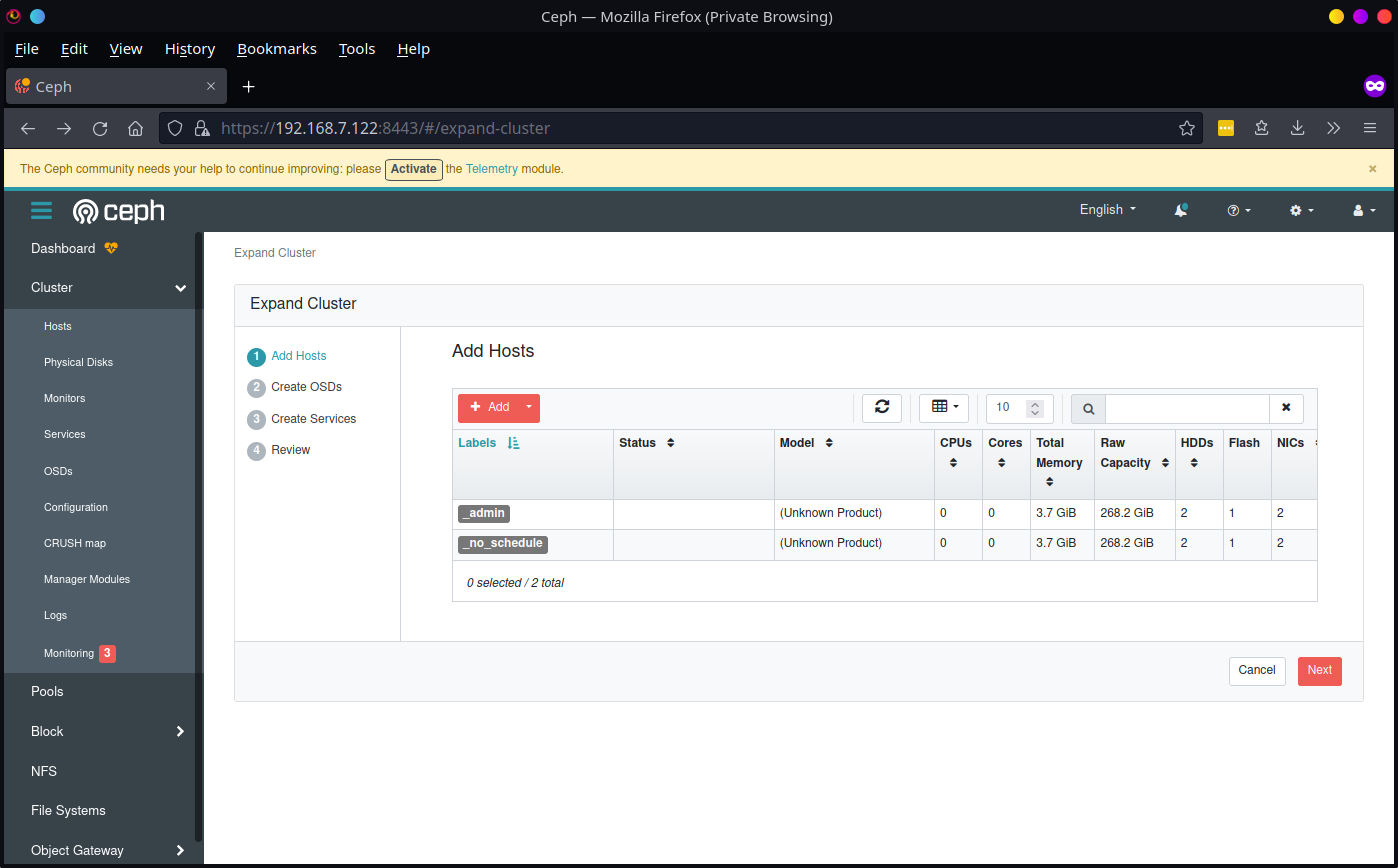 Ceph — Mozilla Firefox (Private Browsing)
File Edit View History Bookmarks Tools Help
Ceph
https://192.168.7.122:8443/#/expand-cluster
The Ceph community needs your help to continue improving: please Activate the Telemetry module.
ceph
English
Dashboard
Cluster
Hosts
Physical Disks
Monitors
Services
OSDs
Configuration
CRUSH map
Manager Modules
Logs
Monitoring 3
Pools
Block
NFS
File Systems
Object Gateway
Expand Cluster
Expand Cluster
1 Add Hosts
2 Create OSDs
3 Create Services
4 Review
Add Hosts
+ Add 10
Labels Status Model CPUs Cores Total Memory Raw Capacity HDDs Flash NICs
_admin (Unknown Product) 0 0 3.7 GiB 268.2 GiB 2 1 2
_no_schedule (Unknown Product) 0 0 3.7 GiB 268.2 GiB 2 1 2
0 selected / 2 total
Cancel Next